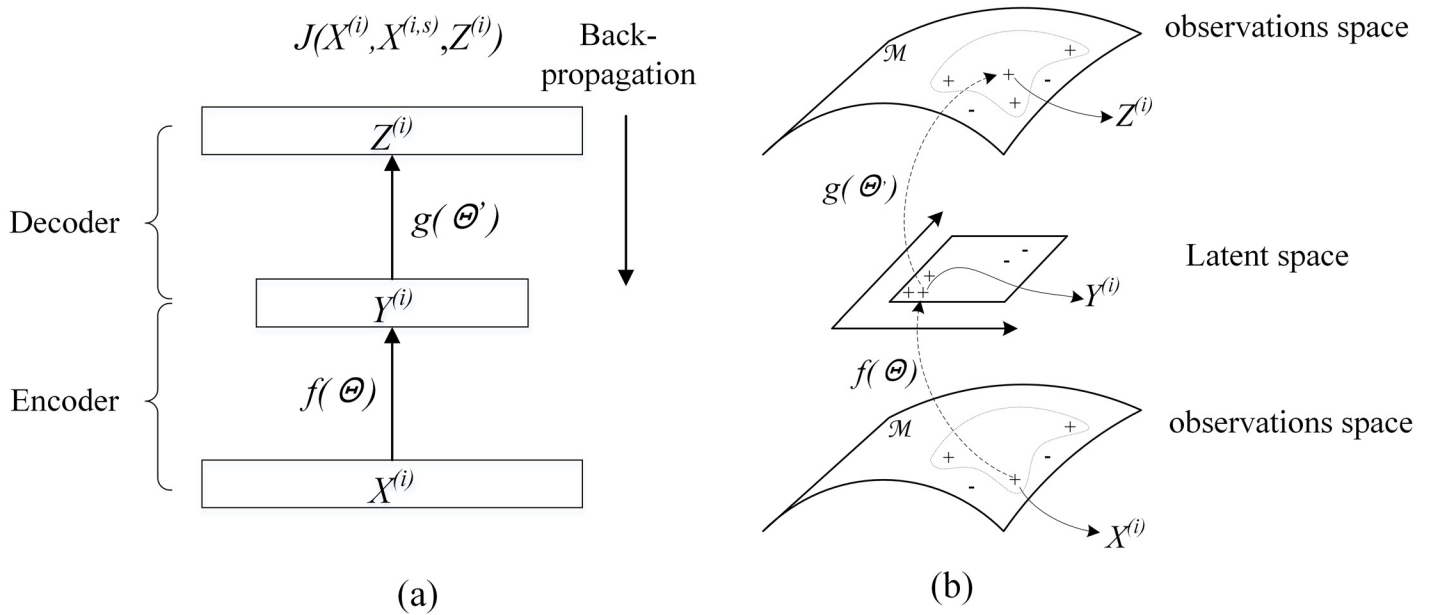 J(X^(i),X^(i,s),Z^(i))
Back-
propagation
Z^(i)
Decoder
g(Θ’)
Y^(i)
Encoder
f(Θ)
X^(i)
(a)
observations space
ℳ
+
+
+
-
+
-
Z^(i)
g(Θ’)
Latent space
-
-
+
++
Y^(i)
f(Θ)
observations space
ℳ
+
+
-
+
-
X^(i)
(b)